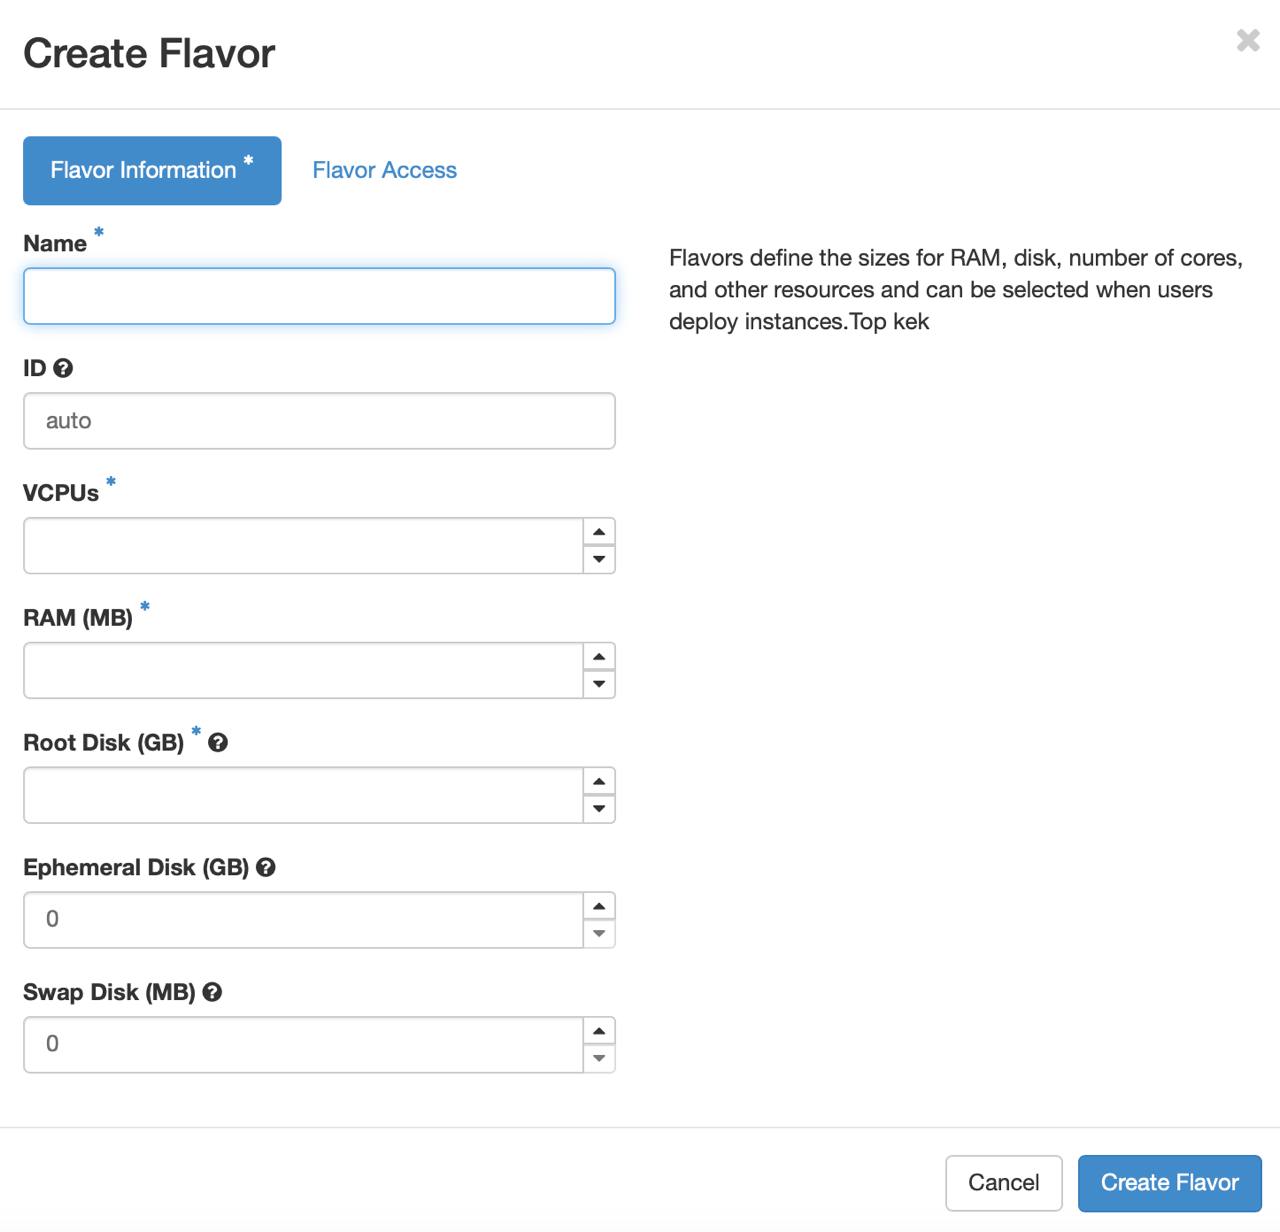 Create Flavor
Flavor Information * Flavor Access
Name *
Flavors define the sizes for RAM, disk, number of cores,
and other resources and can be selected when users
deploy instances.Top kek
ID
auto
VCPUs *
RAM (MB) *
Root Disk (GB) *
Ephemeral Disk (GB)
0
Swap Disk (MB)
0
Cancel Create Flavor